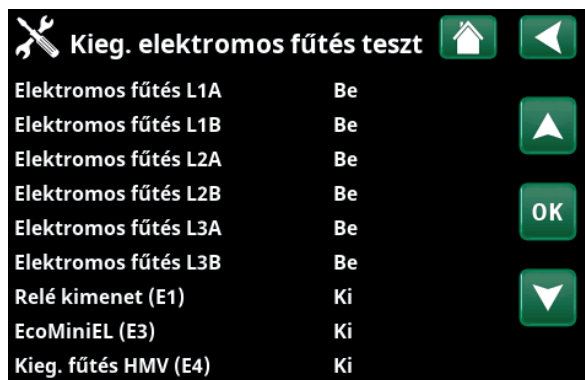 Kieg. elektromos fűtés teszt
Elektromos fűtés L1A Be
Elektromos fűtés L1B Be
Elektromos fűtés L2A Be
Elektromos fűtés L2B Be
Elektromos fűtés L3A Be
Elektromos fűtés L3B Be
Relé kimenet (E1) Ki
EcoMiniEL (E3) Ki
Kieg. fűtés HMV (E4) Ki
OK